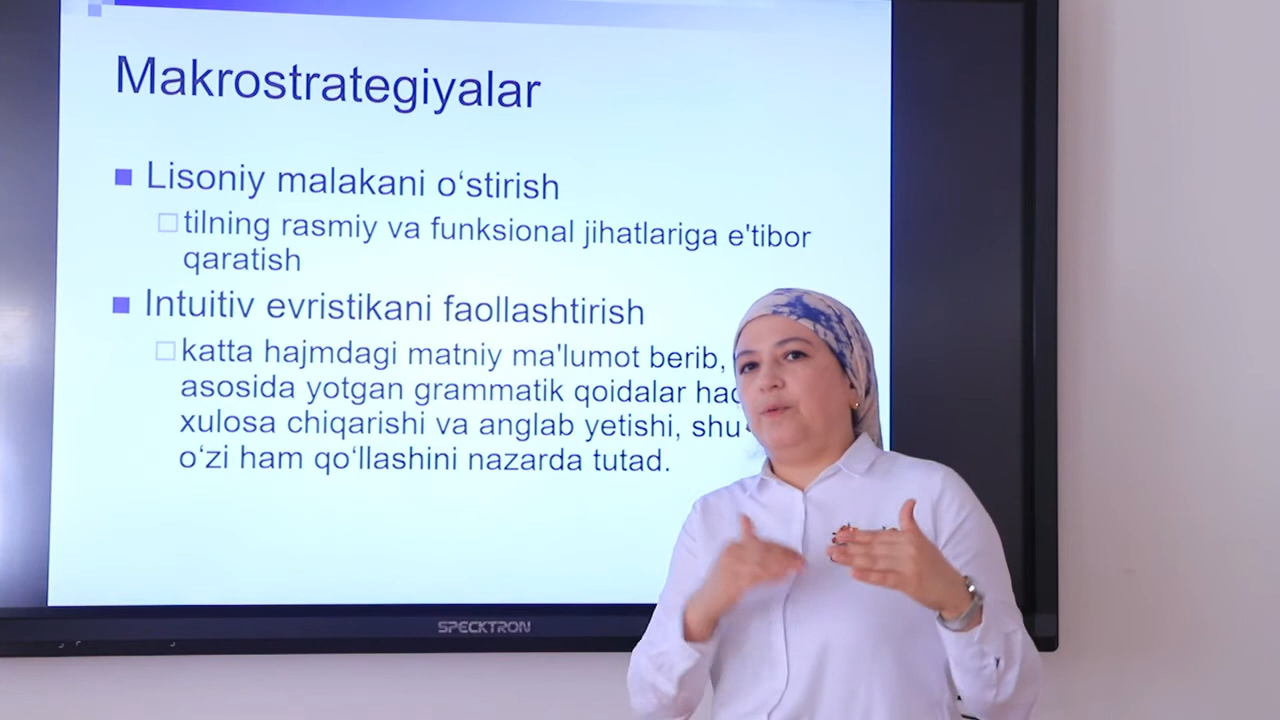 Makrostrategiyalar
Lisoniy malakani o‘stirish
tilning rasmiy va funksional jihatlariga e'tibor
qaratish
Intuitiv evristikani faollashtirish
katta hajmdagi matniy ma'lumot berib,
asosida yotgan grammatik qoidalar
xulosa chiqarishi va anglab yetishi, shu
o‘zi ham qo‘llashini nazarda tutad.
SPECKTRON